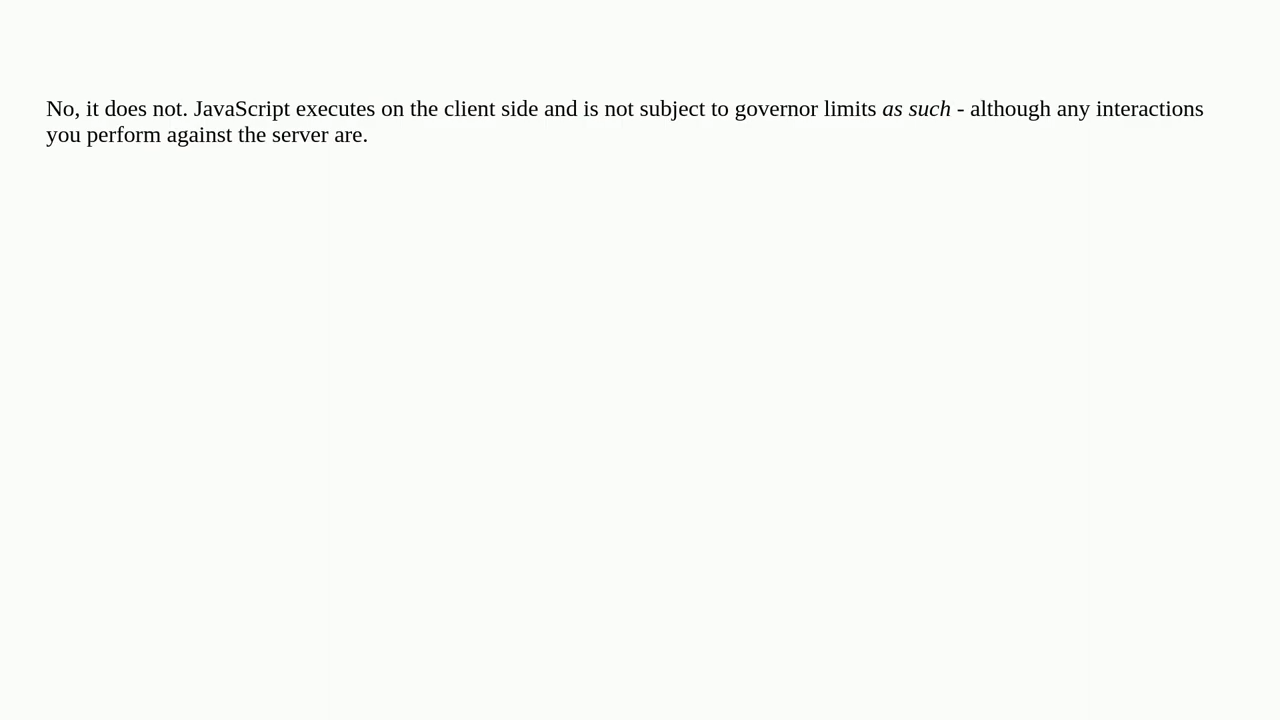 No, it does not. JavaScript executes on the client side and is not subject to governor limits as such - although any interactions
you perform against the server are.